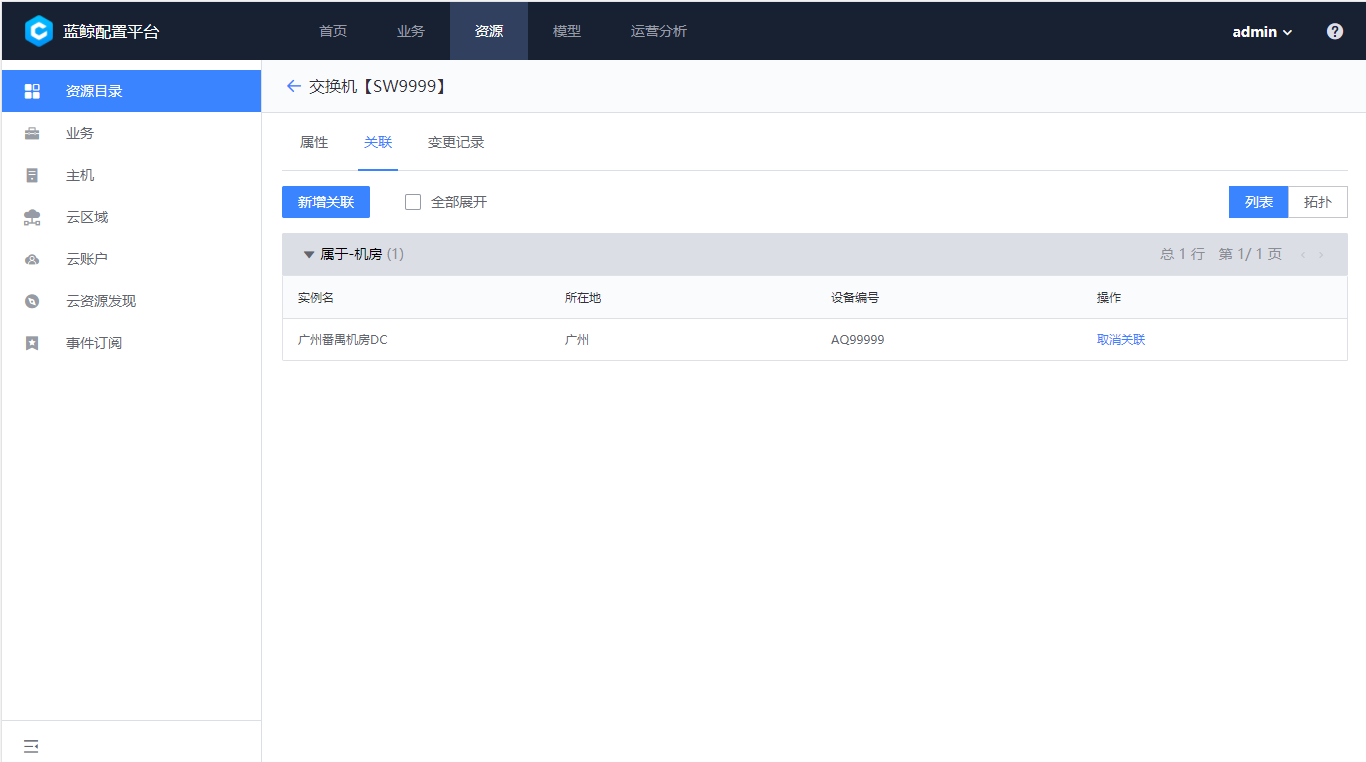 蓝鲸配置平台 首页 业务 资源 模型 运营分析 admin
资源目录
业务
主机
云区域
云账户
云资源发现
事件订阅
交换机【SW9999】
属性 关联 变更记录
新增关联 全部展开 列表 拓扑
属于-机房 (1) 总 1 行 第 1/ 1 页
实例名 所在地 设备编号 操作
广州番禺机房DC 广州 AQ99999 取消关联